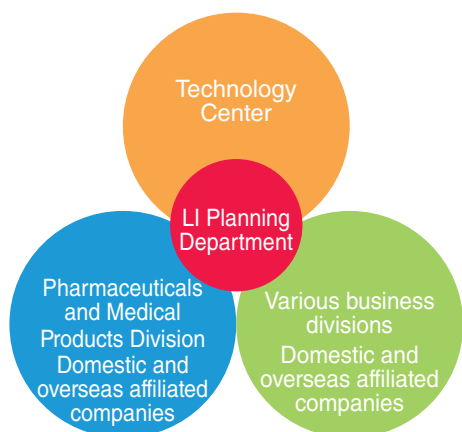 Technology
Center
LI Planning
Department
Pharmaceuticals
and Medical
Products Division
Domestic and
overseas affiliated
companies
Various business
divisions
Domestic and
overseas affiliated
companies